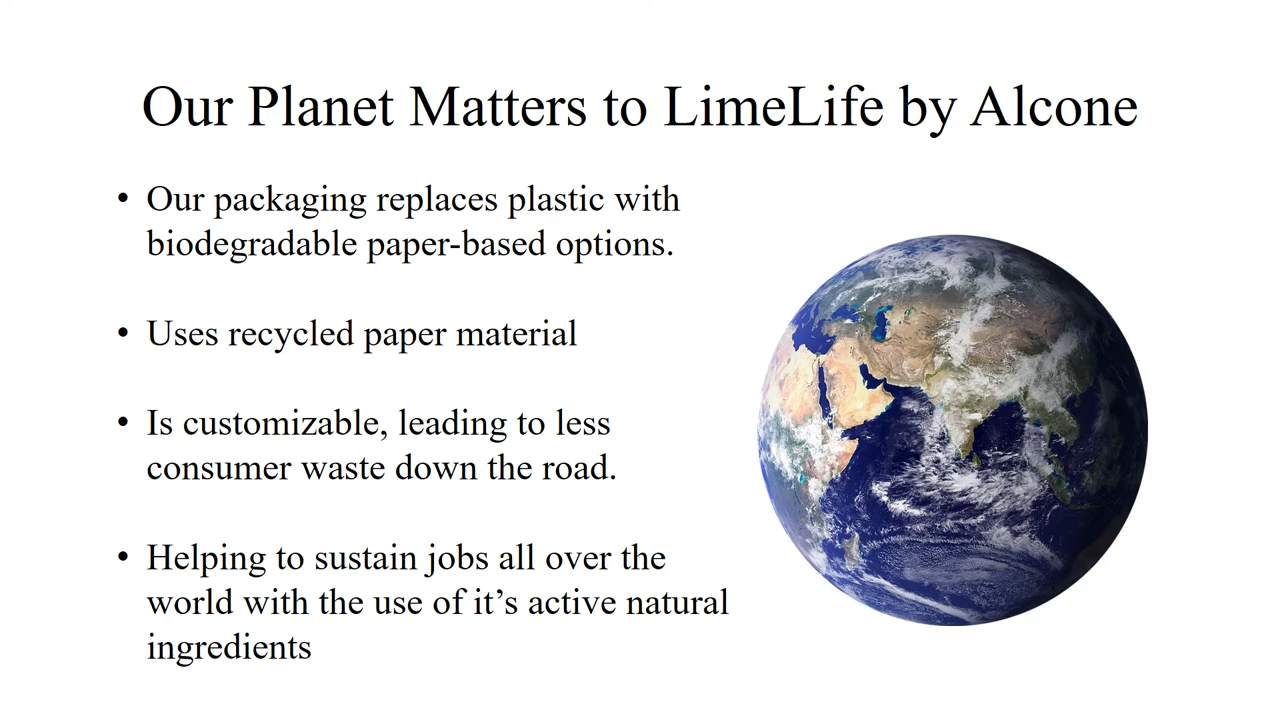 Our Planet Matters to LimeLife by Alcone
• Our packaging replaces plastic with
biodegradable paper-based options.
• Uses recycled paper material
• Is customizable, leading to less
consumer waste down the road.
• Helping to sustain jobs all over the
world with the use of it’s active natural
ingredients